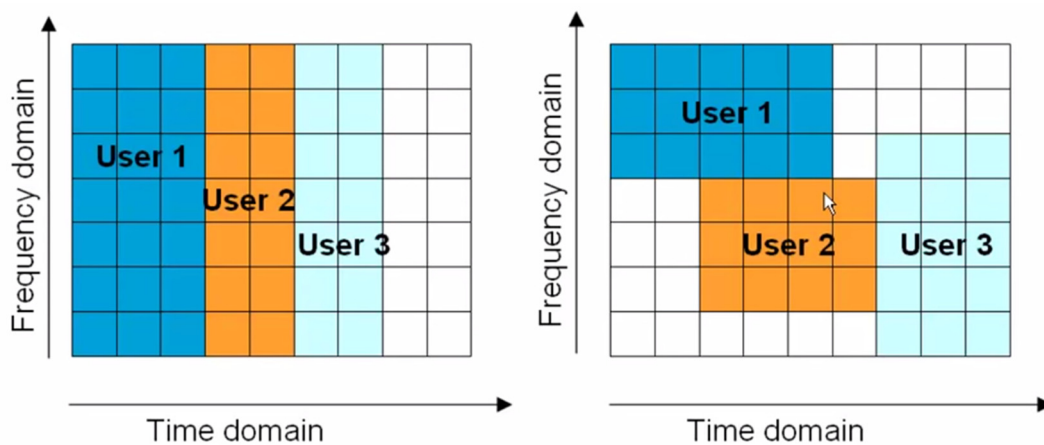 Frequency domain
User 1
User 2
User 3
Time domain
Frequency domain
User 1
User 2
User 3
Time domain